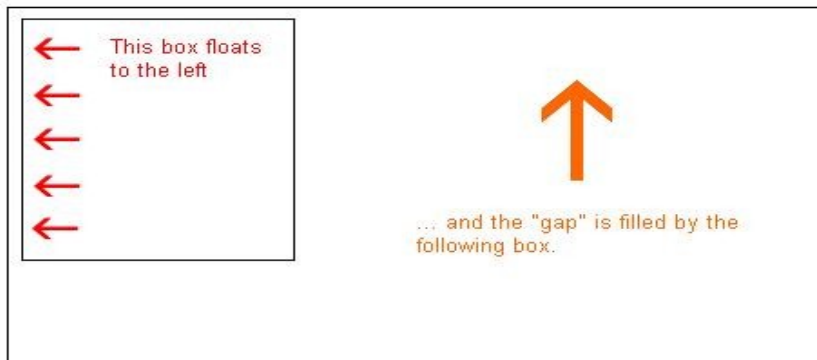 This box floats
to the left
... and the "gap" is filled by the
following box.